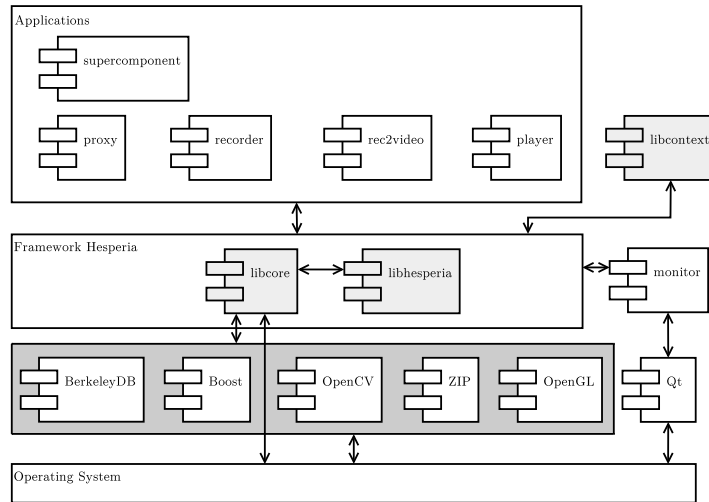 Applications
supercomponent
proxy
recorder
rec2video
player
libcontext
Framework Hesperia
libcore
libhesperia
monitor
BerkeleyDB
Boost
OpenCV
ZIP
OpenGL
Qt
Operating System